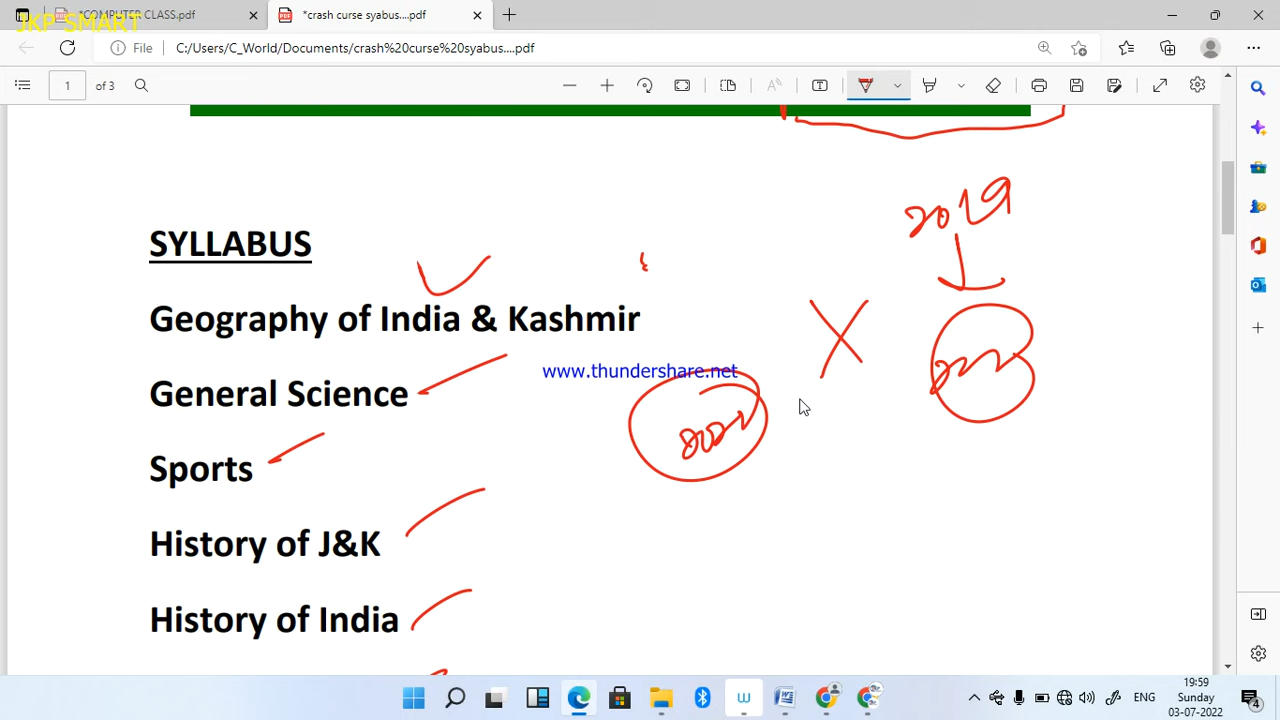 JKP SMART
*COMPUTER CLASS.pdf
*crash curse syabus....pdf
File
C:/Users/C_World/Documents/crash%20curse%20syabus....pdf
1 of 3
2019
SYLLABUS
Geography of India & Kashmir
www.thundershare.net
General Science
Sports
History of J&K
History of India
ENG
19:59
Sunday
03-07-2022
4